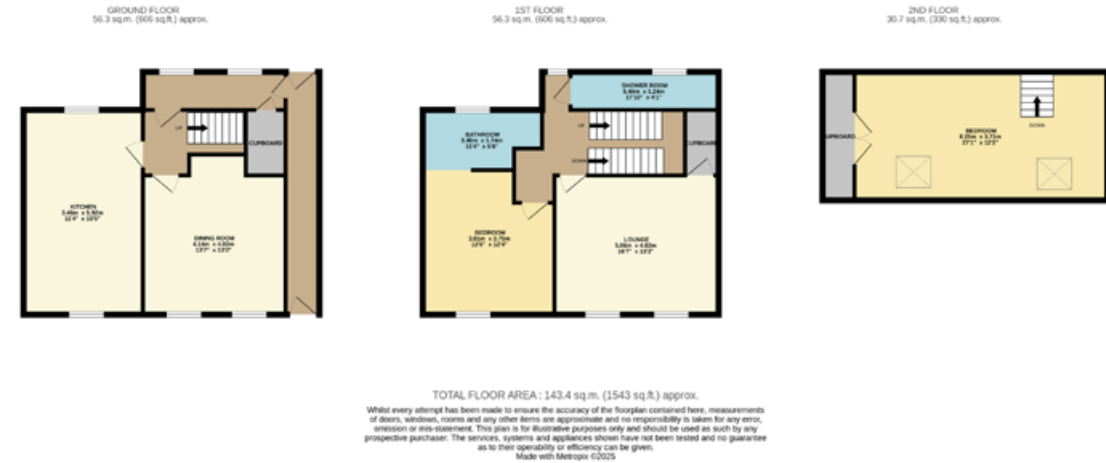 GROUND FLOOR
56.3 sq.m. (606 sq.ft.) approx.
1ST FLOOR
56.3 sq.m. (606 sq.ft.) approx.
2ND FLOOR
30.7 sq.m. (330 sq.ft.) approx.
UP
CUPBOARD
KITCHEN
DINING ROOM
SHOWER ROOM
BATHROOM
UP
DOWN
CUPBOARD
BEDROOM
LOUNGE
CUPBOARD
BEDROOM
DOWN
TOTAL FLOOR AREA : 143.4 sq.m. (1543 sq.ft.) approx.
Whilst every attempt has been made to ensure the accuracy of the floorplan contained here, measurements
of doors, windows, rooms and any other items are approximate and no responsibility is taken for any error,
omission or mis-statement. This plan is for illustrative purposes only and should be used as such by any
prospective purchaser. The services, systems and appliances shown have not been tested and no guarantee
as to their operability or efficiency can be given.
Made with Metropix ©2025